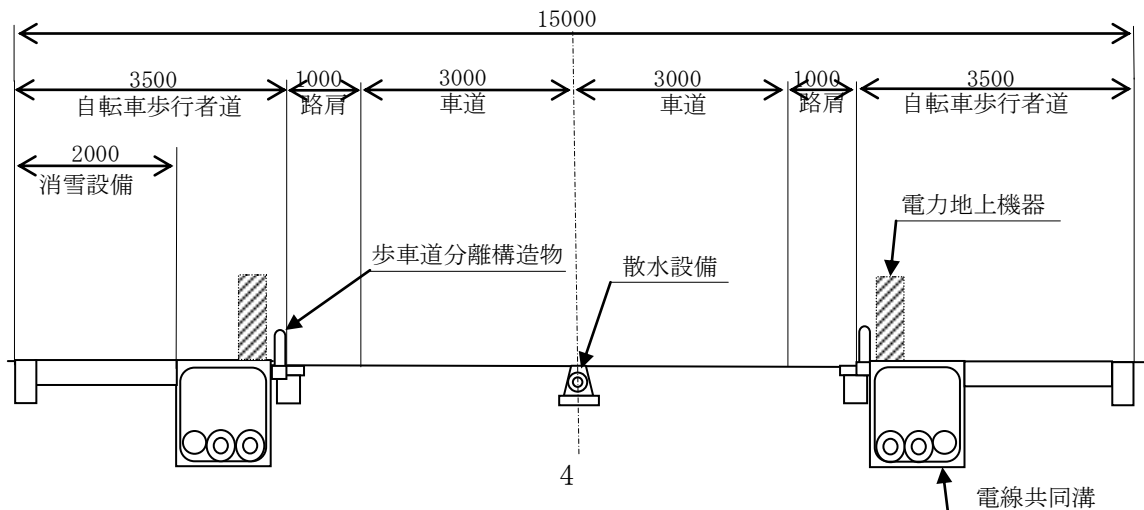 15000
3500
自転車歩行者道
1000
路肩
3000
車道
3000
車道
1000
路肩
3500
自転車歩行者道
2000
消雪設備
電力地上機器
歩車道分離構造物
散水設備
4
電線共同溝